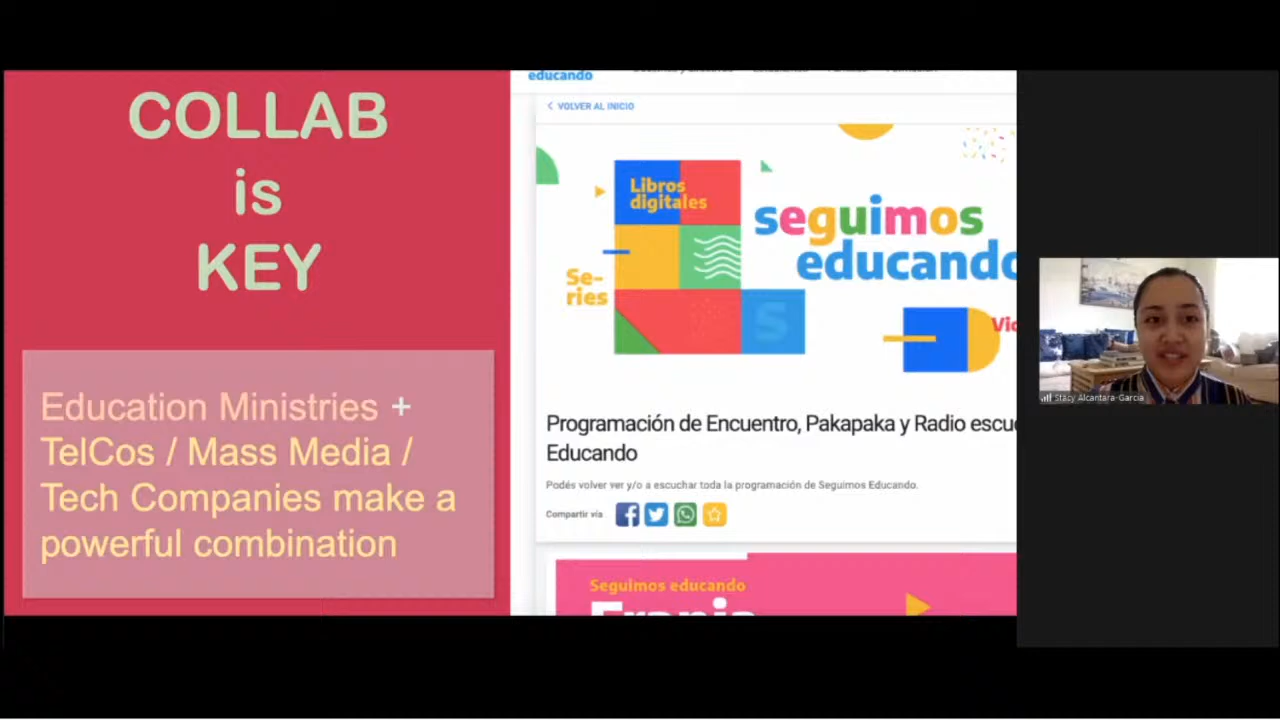 COLLAB
is
KEY
Education Ministries +
TelCos / Mass Media /
Tech Companies make a
powerful combination
educando
VOLVER AL INICIO
Libros
digitales
Se-
ries
seguimos
educando
S
Programación de Encuentro, Pakapaka y Radio
Educando
Podés volver ver y/o a escuchar toda la programación de Seguimos Educando.
Compartir vía
Seguimos educando
Stacy Alcantara-Garcia